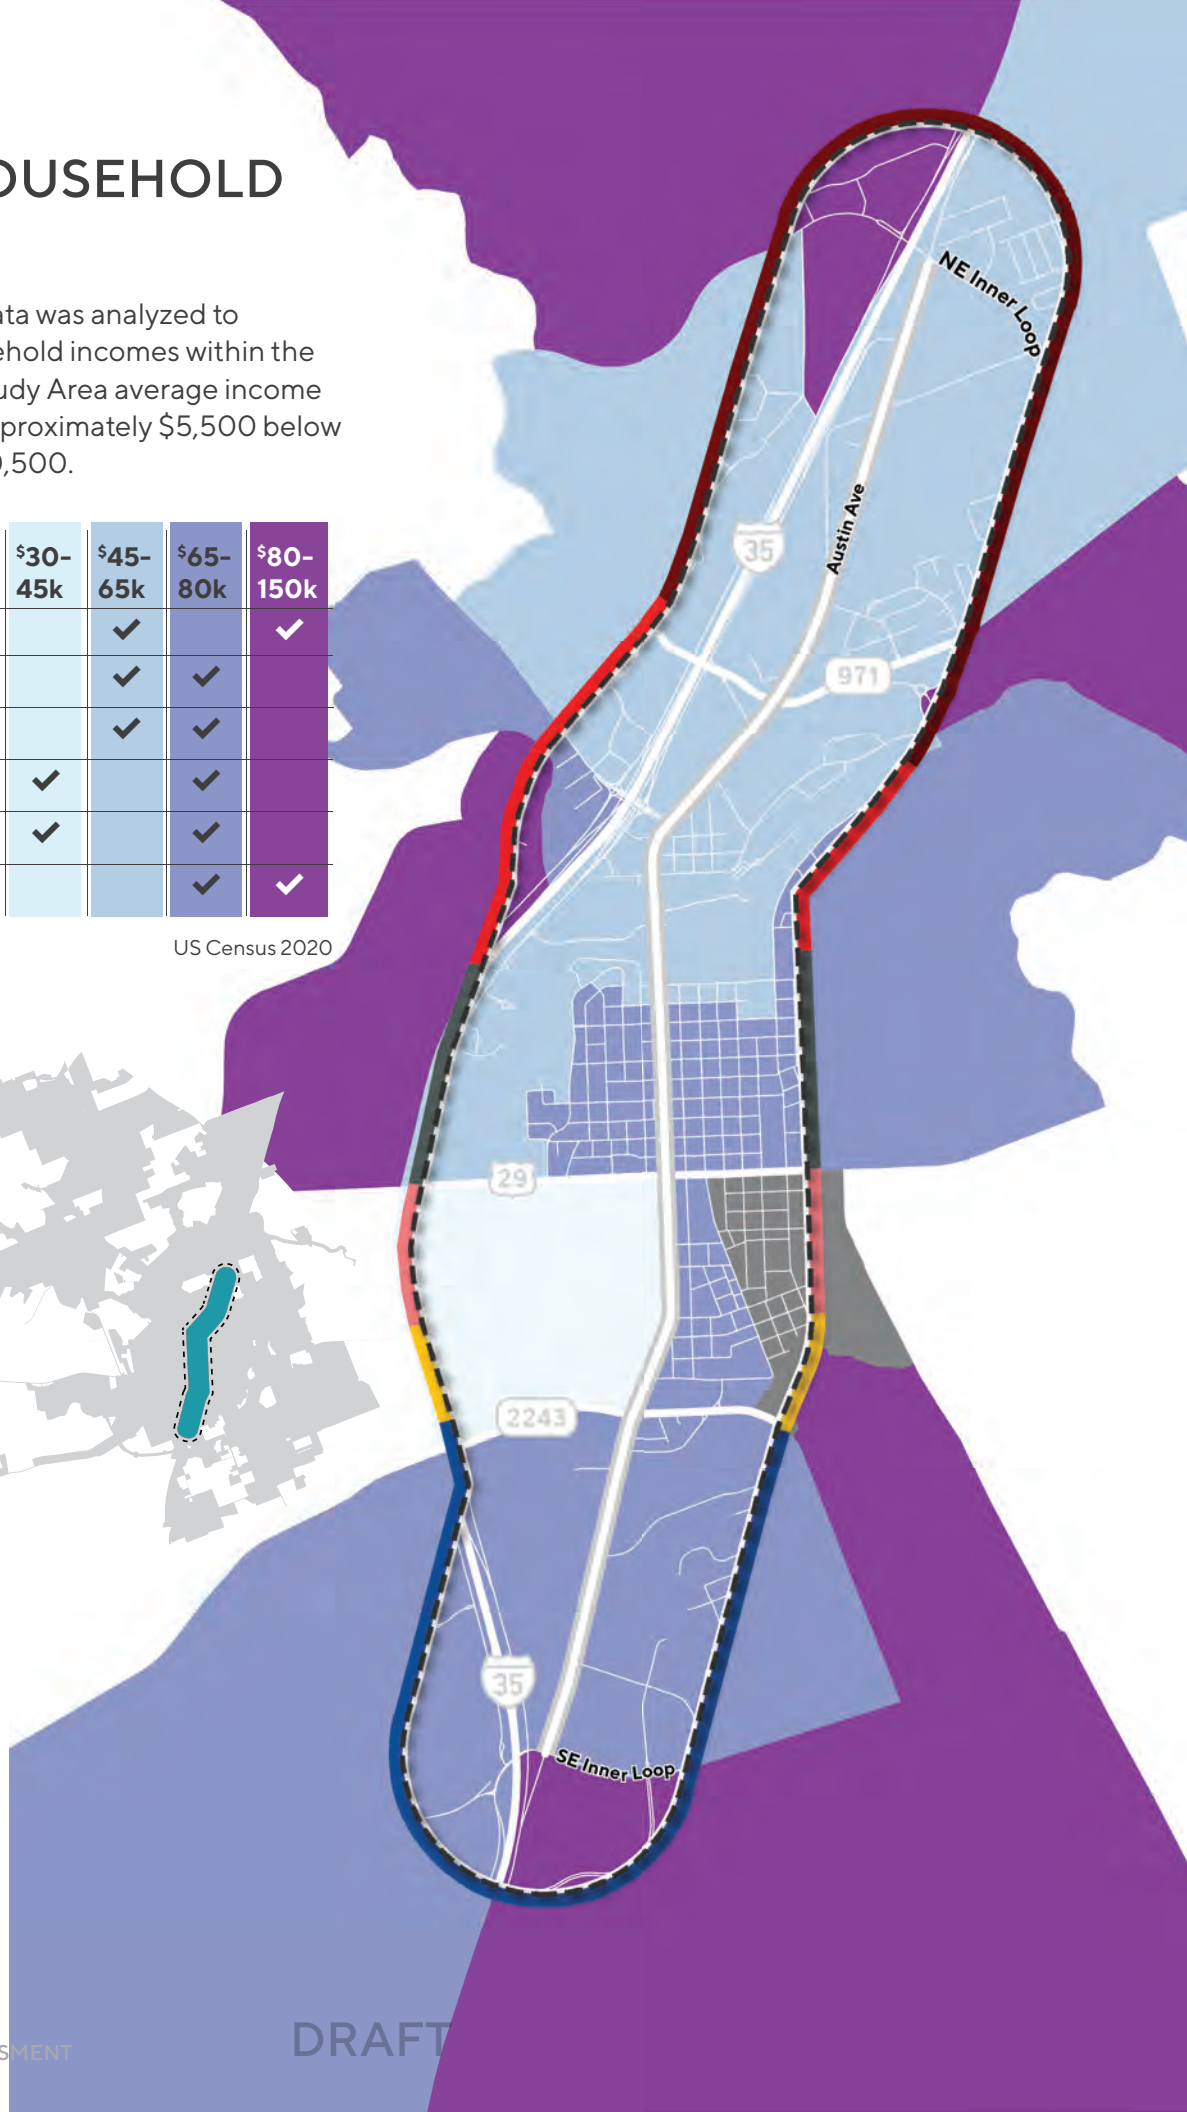 OUSEHOLD
ata was analyzed to
ehold incomes within the
udy Area average income
proximately $5,500 below
,500.
$30-45k $45-65k $65-80k $80-150k
US Census 2020
NE Inner Loop
35
Austin Ave
971
29
2243
35
SE Inner Loop
DRAFT
SMENT